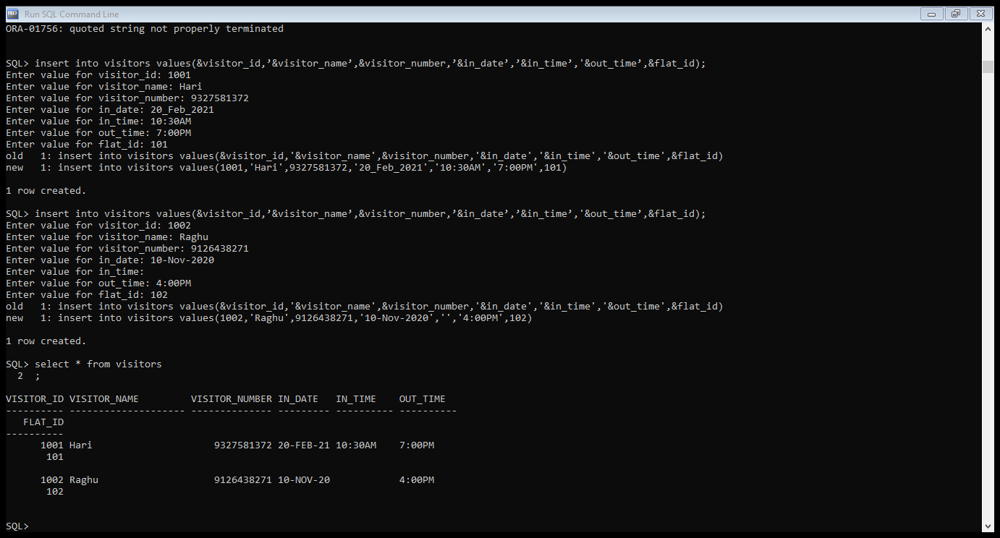 Run SQL Command Line
ORA-01756: quoted string not properly terminated
SQL> insert into visitors values(&visitor_id,’&visitor_name’,&visitor_number,’&in_date’,’&in_time’,'&out_time’,&flat_id);
Enter value for visitor_id: 1001
Enter value for visitor_name: Hari
Enter value for visitor_number: 9327581372
Enter value for in_date: 20_Feb_2021
Enter value for in_time: 10:30AM
Enter value for out_time: 7:00PM
Enter value for flat_id: 101
old   1: insert into visitors values(&visitor_id,'&visitor_name',&visitor_number,'&in_date','&in_time','&out_time',&flat_id)
new   1: insert into visitors values(1001,'Hari',9327581372,'20_Feb_2021','10:30AM','7:00PM',101)
1 row created.
SQL> insert into visitors values(&visitor_id,’&visitor_name’,&visitor_number,’&in_date’,’&in_time’,'&out_time’,&flat_id);
Enter value for visitor_id: 1002
Enter value for visitor_name: Raghu
Enter value for visitor_number: 9126438271
Enter value for in_date: 10-Nov-2020
Enter value for in_time:
Enter value for out_time: 4:00PM
Enter value for flat_id: 102
old   1: insert into visitors values(&visitor_id,'&visitor_name',&visitor_number,'&in_date','&in_time','&out_time',&flat_id)
new   1: insert into visitors values(1002,'Raghu',9126438271,'10-Nov-2020','','4:00PM',102)
1 row created.
SQL> select * from visitors
  2  ;
VISITOR_ID VISITOR_NAME         VISITOR_NUMBER IN_DATE   IN_TIME    OUT_TIME
---------- -------------------- -------------- --------- ---------- ----------
   FLAT_ID
----------
      1001 Hari                     9327581372 20-FEB-21 10:30AM    7:00PM
       101
      1002 Raghu                    9126438271 10-NOV-20            4:00PM
       102
SQL>